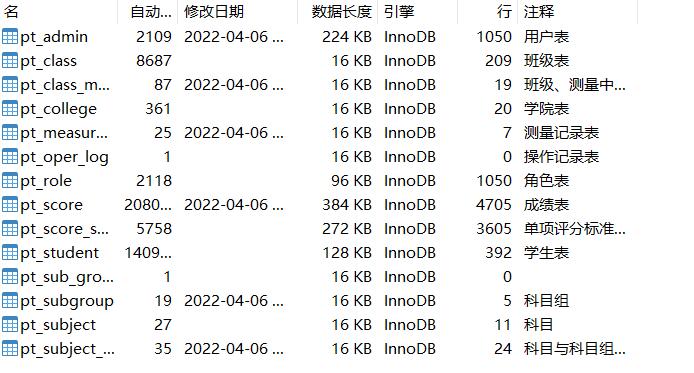 名 自动... 修改日期 数据长度 引擎 行 注释
pt_admin 2109 2022-04-06 ... 224 KB InnoDB 1050 用户表
pt_class 8687 16 KB InnoDB 209 班级表
pt_class_m... 87 2022-04-06 ... 16 KB InnoDB 19 班级、测量中...
pt_college 361 16 KB InnoDB 20 学院表
pt_measur... 25 2022-04-06 ... 16 KB InnoDB 7 测量记录表
pt_oper_log 1 16 KB InnoDB 0 操作记录表
pt_role 2118 96 KB InnoDB 1050 角色表
pt_score 2080... 2022-04-06 ... 384 KB InnoDB 4705 成绩表
pt_score_s... 5758 272 KB InnoDB 3605 单项评分标准...
pt_student 1409... 128 KB InnoDB 392 学生表
pt_sub_gro... 1 16 KB InnoDB 0
pt_subgroup 19 2022-04-06 ... 16 KB InnoDB 5 科目组
pt_subject 27 16 KB InnoDB 11 科目
pt_subject_... 35 2022-04-06 ... 16 KB InnoDB 24 科目与科目组...